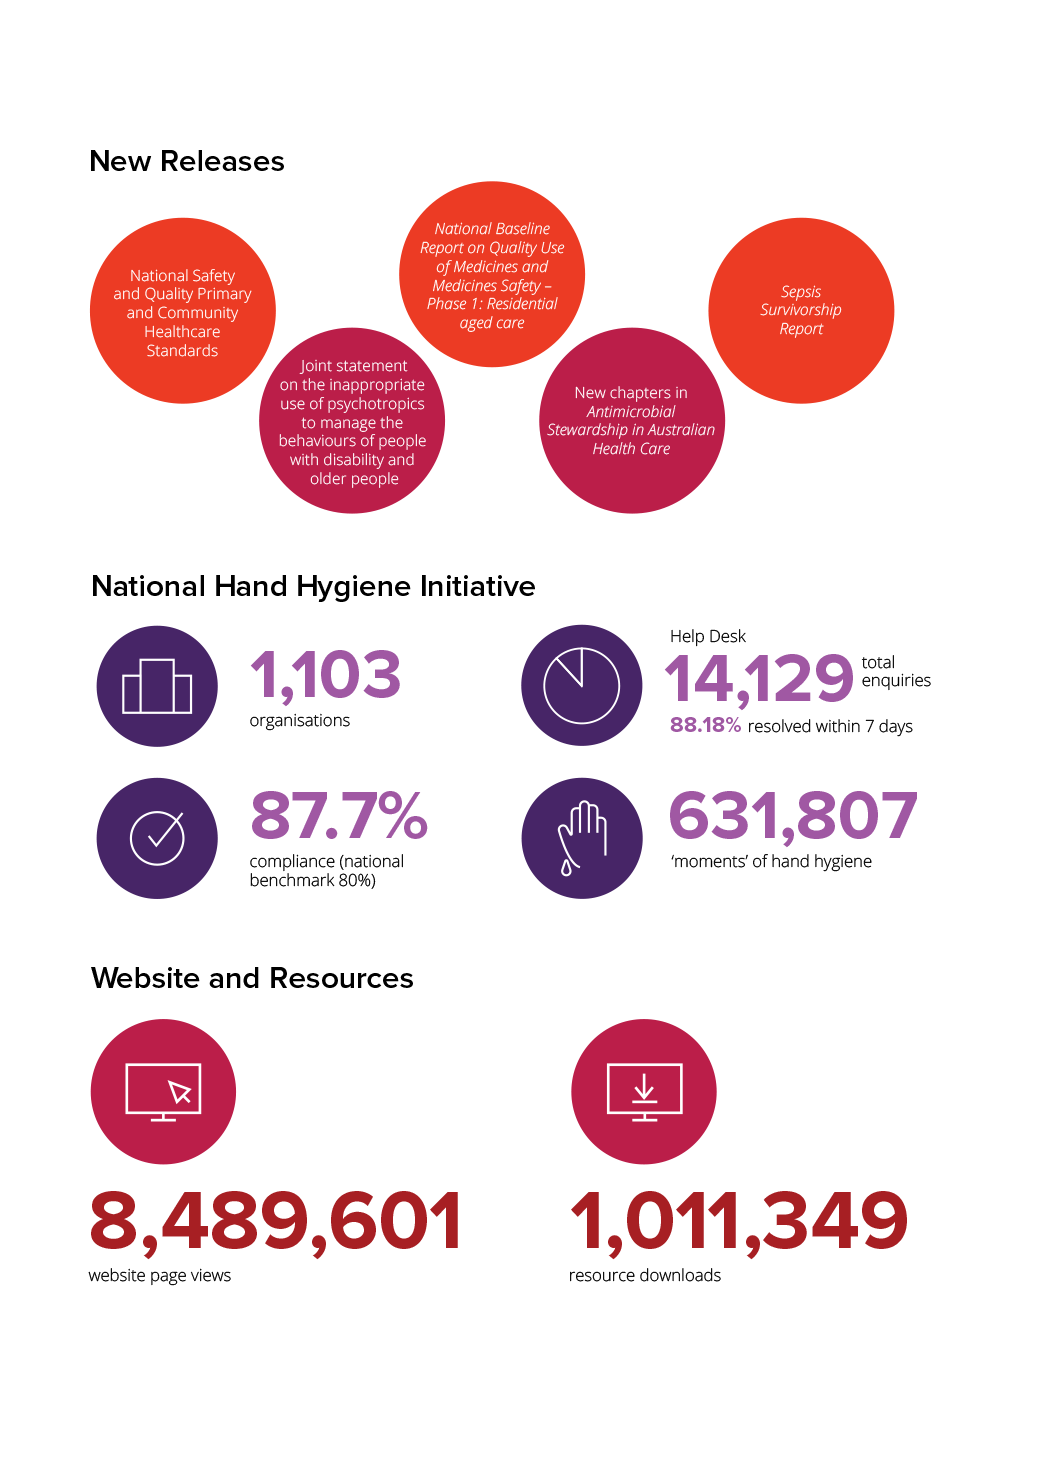 New Releases
National Safety
and Quality Primary
and Community
Healthcare
Standards
Joint statement
on the inappropriate
use of psychotropics
to manage the
behaviours of people
with disability and
older people
National Baseline
Report on Quality Use
of Medicines and
Medicines Safety –
Phase 1: Residential
aged care
New chapters in
Antimicrobial
Stewardship in Australian
Health Care
Sepsis
Survivorship
Report
National Hand Hygiene Initiative
1,103
organisations
Help Desk
14,129 total
enquiries
88.18% resolved within 7 days
87.7%
compliance (national
benchmark 80%)
631,807
‘moments’ of hand hygiene
Website and Resources
8,489,601
website page views
1,011,349
resource downloads